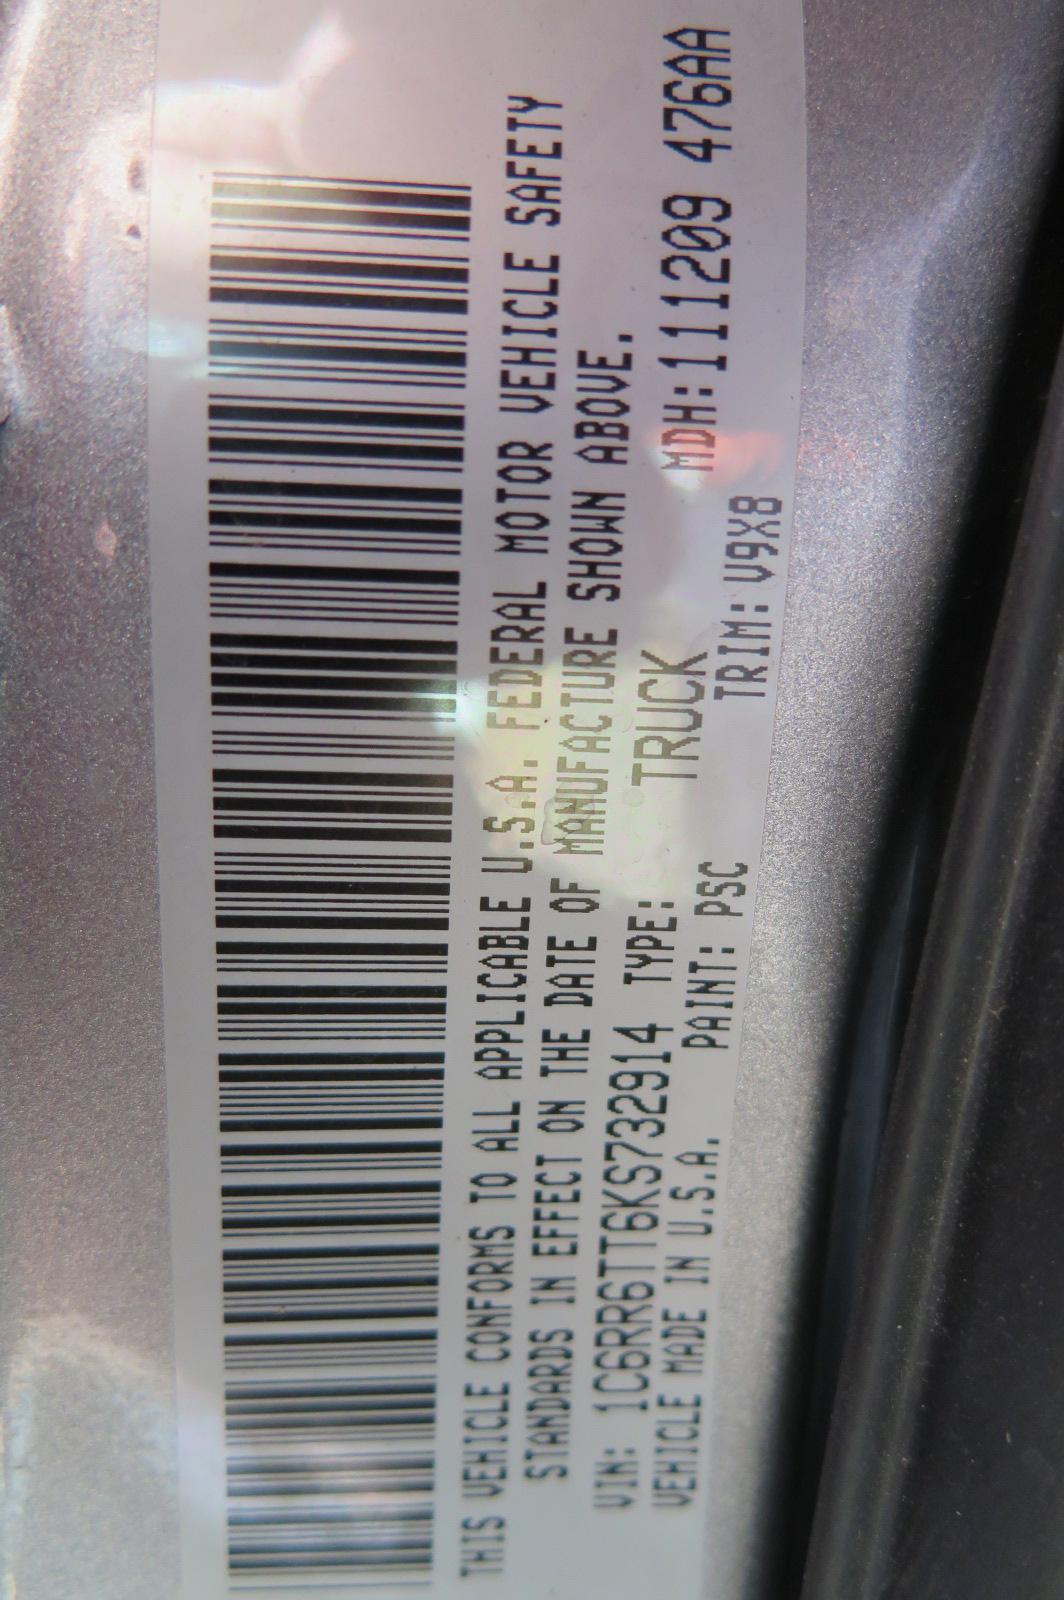 THIS VEHICLE CONFORMS TO ALL APPLICABLE U.S.A. FEDERAL MOTOR VEHICLE SAFETY
STANDARDS IN EFFECT ON THE DATE OF MANUFACTURE SHOWN ABOVE.
VIN: 1C6RR6TT6KS732914 TYPE: TRUCK MDH:111209 476AA
VEHICLE MADE IN U.S.A. PAINT: PSC TRIM: V9X8